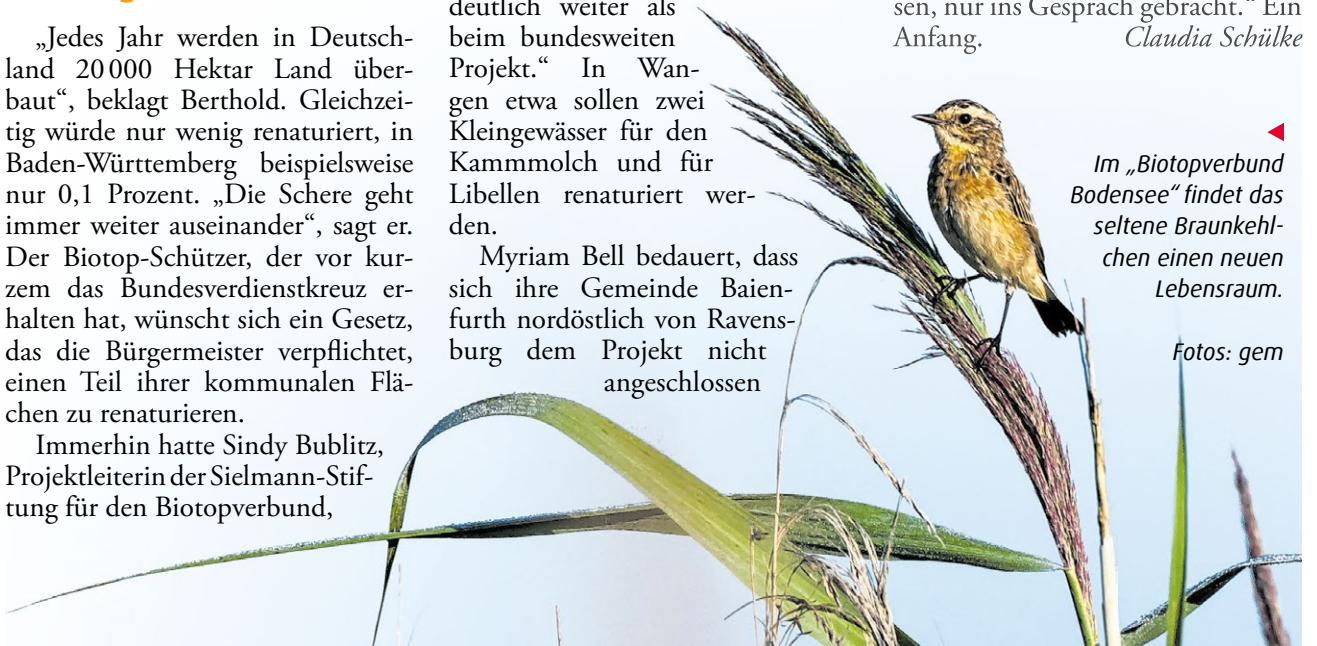 „Jedes Jahr werden in Deutsch-
land 20 000 Hektar Land über-
baut“, beklagt Berthold. Gleichzei-
tig würde nur wenig renaturiert, in
Baden-Württemberg beispielsweise
nur 0,1 Prozent. „Die Schere geht
immer weiter auseinander“, sagt er.
Der Biotop-Schützer, der vor kur-
zem das Bundesverdienstkreuz er-
halten hat, wünscht sich ein Gesetz,
das die Bürgermeister verpflichtet,
einen Teil ihrer kommunalen Flä-
chen zu renaturieren.
Immerhin hatte Sindy Bublitz,
Projektleiterin der Sielmann-Stif-
tung für den Biotopverbund,
deutlich weiter als
beim bundesweiten
Projekt.“ In Wan-
gen etwa sollen zwei
Kleingewässer für den
Kammmolch und für
Libellen renaturiert wer-
den.
Myriam Bell bedauert, dass
sich ihre Gemeinde Baien-
furth nordöstlich von Ravens-
burg dem Projekt nicht
angeschlossen
sen, nur ins Gespräch gebracht.“ Ein
Anfang. Claudia Schülke
Im „Biotopverbund
Bodensee“ findet das
seltene Braunkehl-
chen einen neuen
Lebensraum.
Fotos: gem